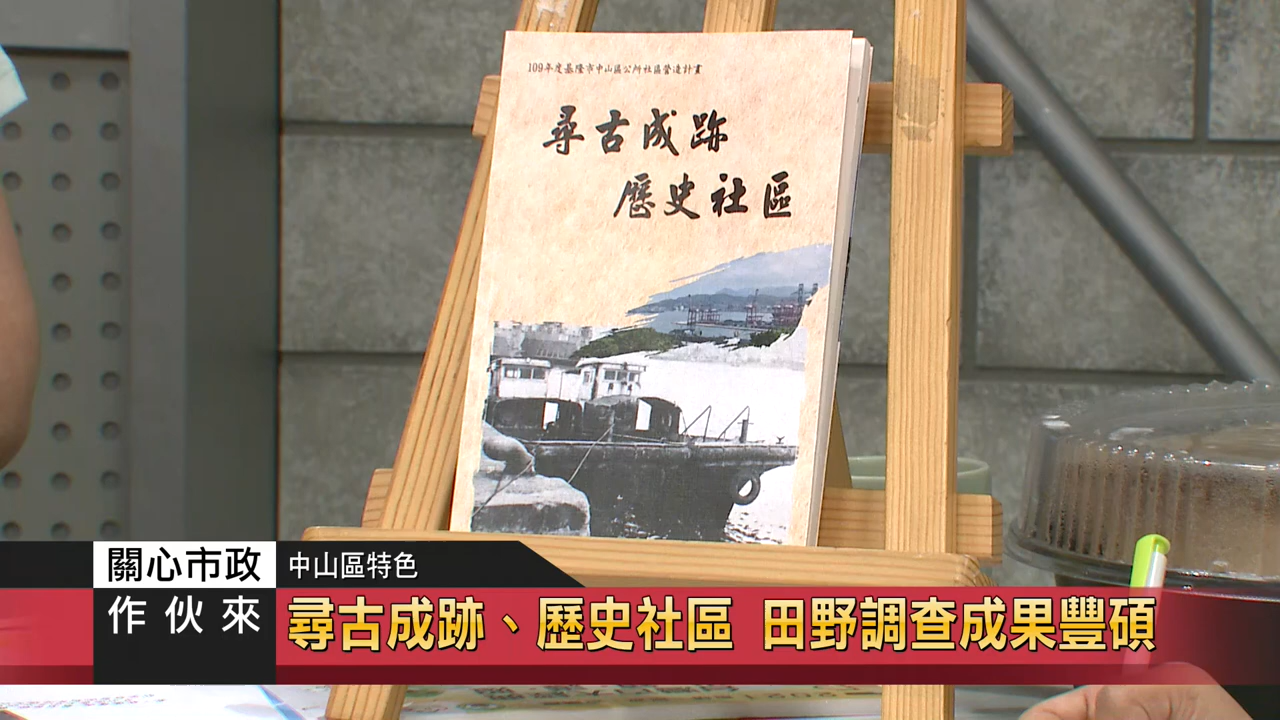 109年度基隆市中山區公所社區營造計畫
尋古成跡
歷史社區
關心市政
作伙來
中山區特色
尋古成跡、歷史社區 田野調查成果豐碩